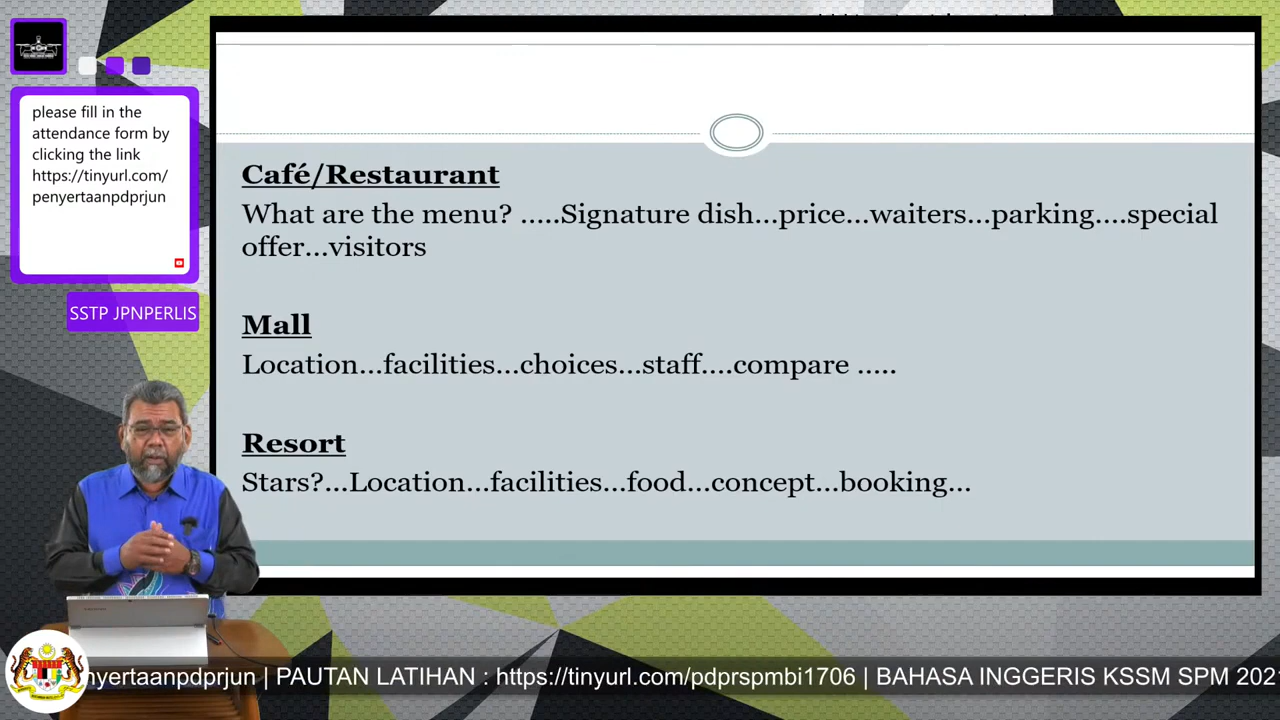 please fill in the
attendance form by
clicking the link
https://tinyurl.com/
penyertaanpdprjun
SSTP JPNPERLIS
Café/Restaurant
What are the menu? .....Signature dish...price...waiters...parking....special
offer...visitors
Mall
Location...facilities...choices...staff....compare .....
Resort
Stars?...Location...facilities...food...concept...booking...
nyertaanpdprjun | PAUTAN LATIHAN : https://tinyurl.com/pdprspmbi1706 | BAHASA INGGERIS KSSM SPM 2021